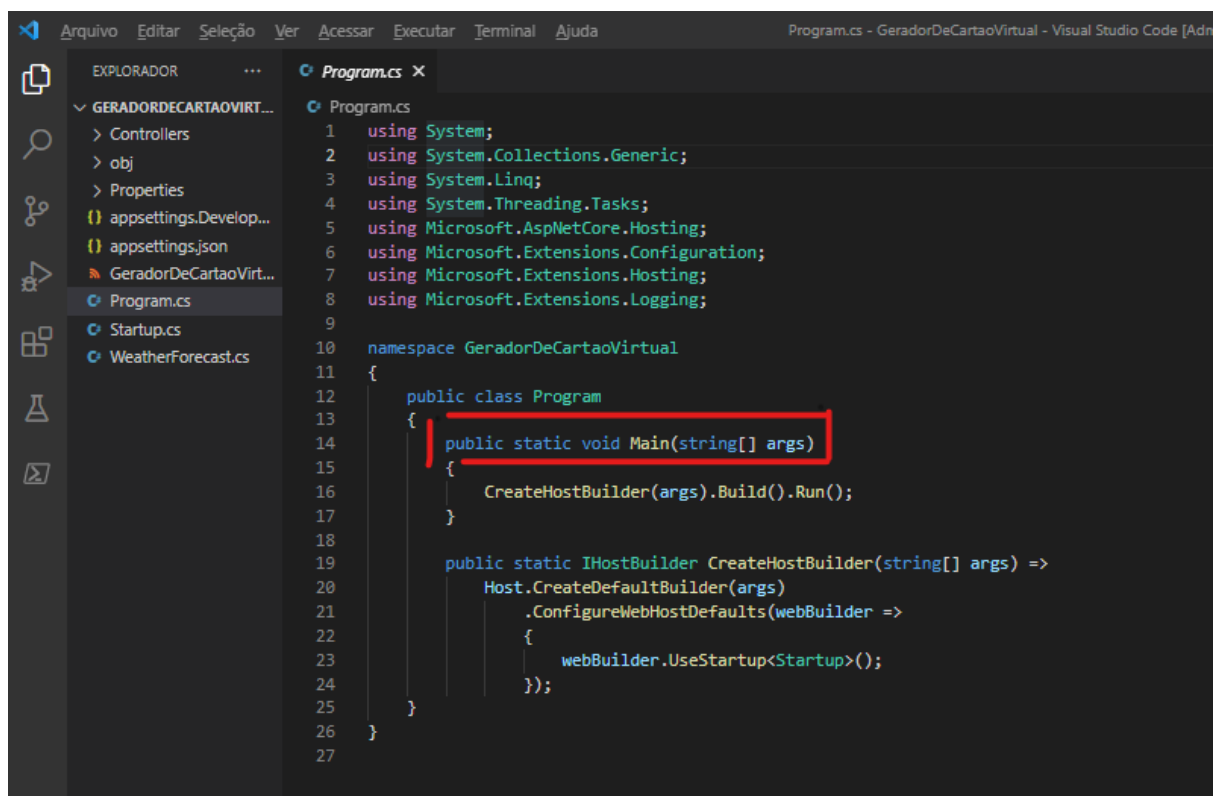 Arquivo Editar Seleção Ver Acessar Executar Terminal Ajuda Program.cs - GeradorDeCartaoVirtual - Visual Studio Code [Adn
EXPLORADOR ...
GERADORDECARTAOVIRT...
Controllers
obj
Properties
{} appsettings.Develop...
{} appsettings.json
GeradorDeCartaoVirt...
C# Program.cs
C# Startup.cs
C# WeatherForecast.cs
C# Program.cs X
C# Program.cs
1 using System;
2 using System.Collections.Generic;
3 using System.Linq;
4 using System.Threading.Tasks;
5 using Microsoft.AspNetCore.Hosting;
6 using Microsoft.Extensions.Configuration;
7 using Microsoft.Extensions.Hosting;
8 using Microsoft.Extensions.Logging;
9
10 namespace GeradorDeCartaoVirtual
11 {
12     public class Program
13     {
14         public static void Main(string[] args)
15         {
16             CreateHostBuilder(args).Build().Run();
17         }
18
19         public static IHostBuilder CreateHostBuilder(string[] args) =>
20             Host.CreateDefaultBuilder(args)
21                 .ConfigureWebHostDefaults(webBuilder =>
22                 {
23                     webBuilder.UseStartup<Startup>();
24                 });
25     }
26 }
27